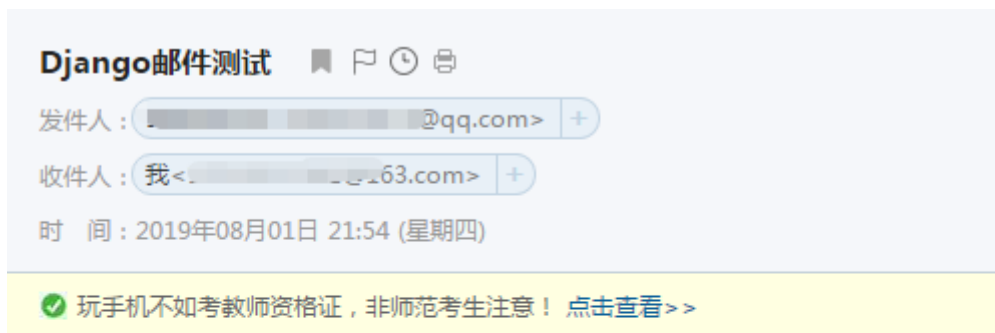 Django邮件测试
发件人：@qq.com> +
收件人：我<63.com> +
时 间：2019年08月01日 21:54 (星期四)
玩手机不如考教师资格证，非师范考生注意！ 点击查看>>